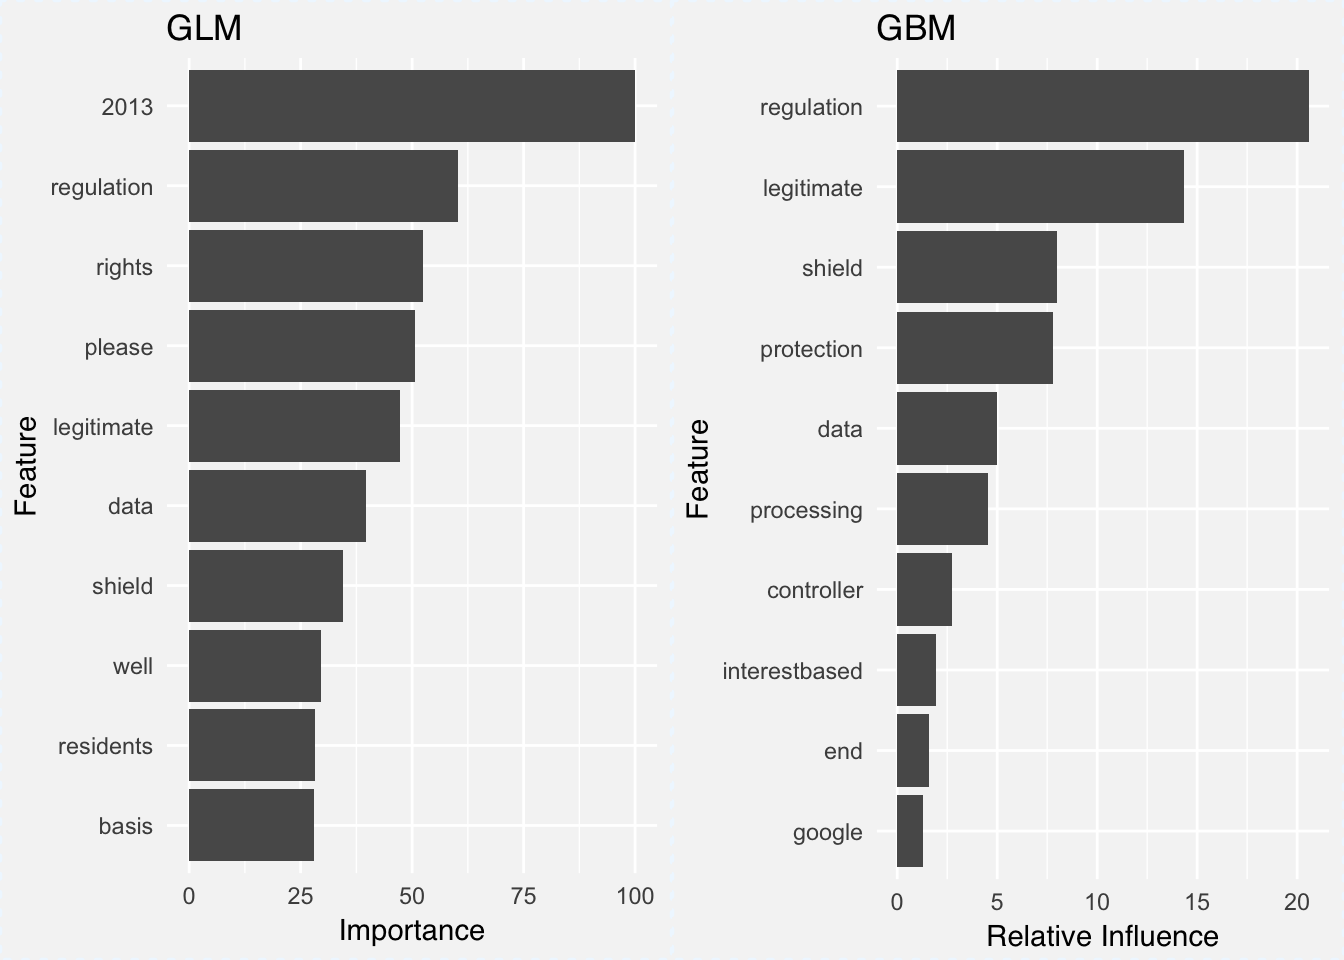 GLM
2013
regulation
rights
please
legitimate
data
shield
well
residents
basis
Feature
0 25 50 75 100
Importance
GBM
regulation
legitimate
shield
protection
data
processing
controller
interestbased
end
google
Feature
0 5 10 15 20
Relative Influence